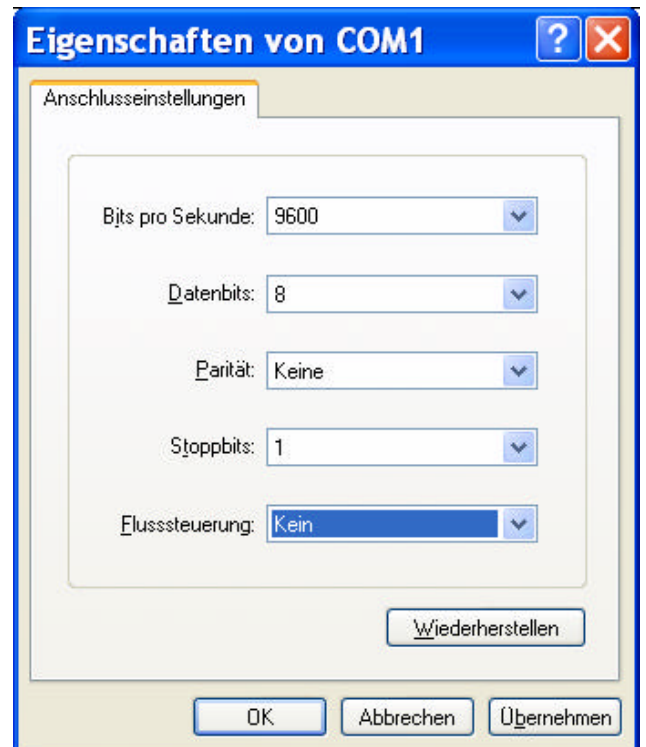 Eigenschaften von COM1
Anschlusseinstellungen
Bits pro Sekunde: 9600
Datenbits: 8
Parität: Keine
Stoppbits: 1
Flusssteuerung: Kein
Wiederherstellen
OK Abbrechen Übernehmen